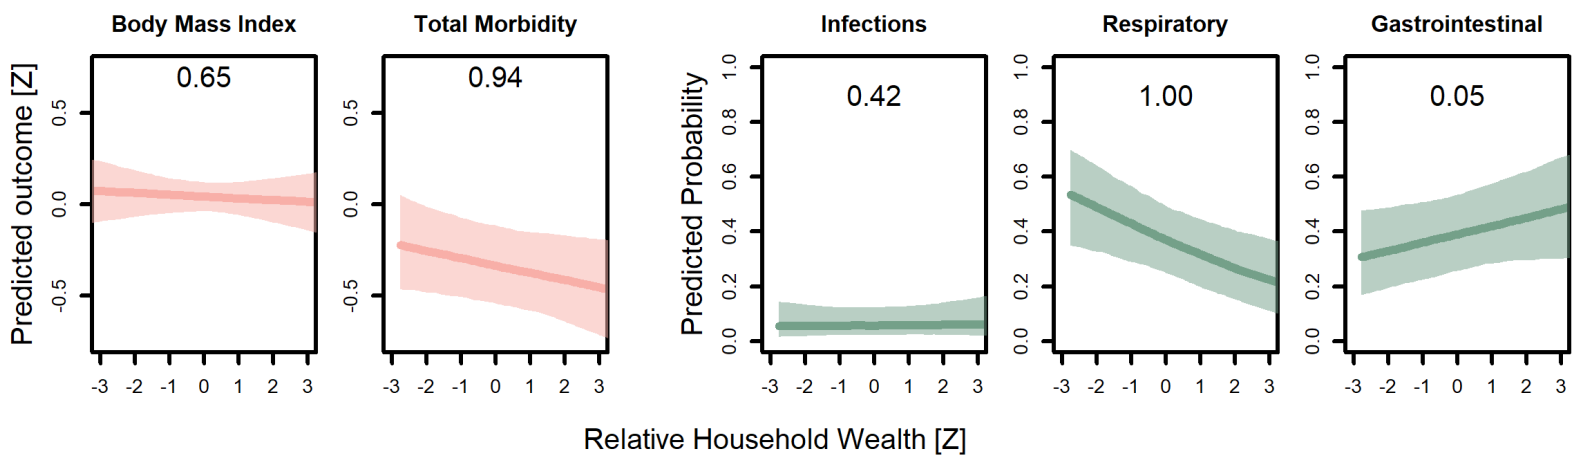 Body Mass Index
Total Morbidity
Infections
Respiratory
Gastrointestinal
Predicted outcome [Z]
0.65
0.5
0.0
-0.5
-3 -2 -1 0 1 2 3
0.94
0.5
0.0
-0.5
-3 -2 -1 0 1 2 3
Predicted Probability
0.42
1.0
0.8
0.6
0.4
0.2
0.0
-3 -2 -1 0 1 2 3
1.00
1.0
0.8
0.6
0.4
0.2
0.0
-3 -2 -1 0 1 2 3
0.05
1.0
0.8
0.6
0.4
0.2
0.0
-3 -2 -1 0 1 2 3
Relative Household Wealth [Z]